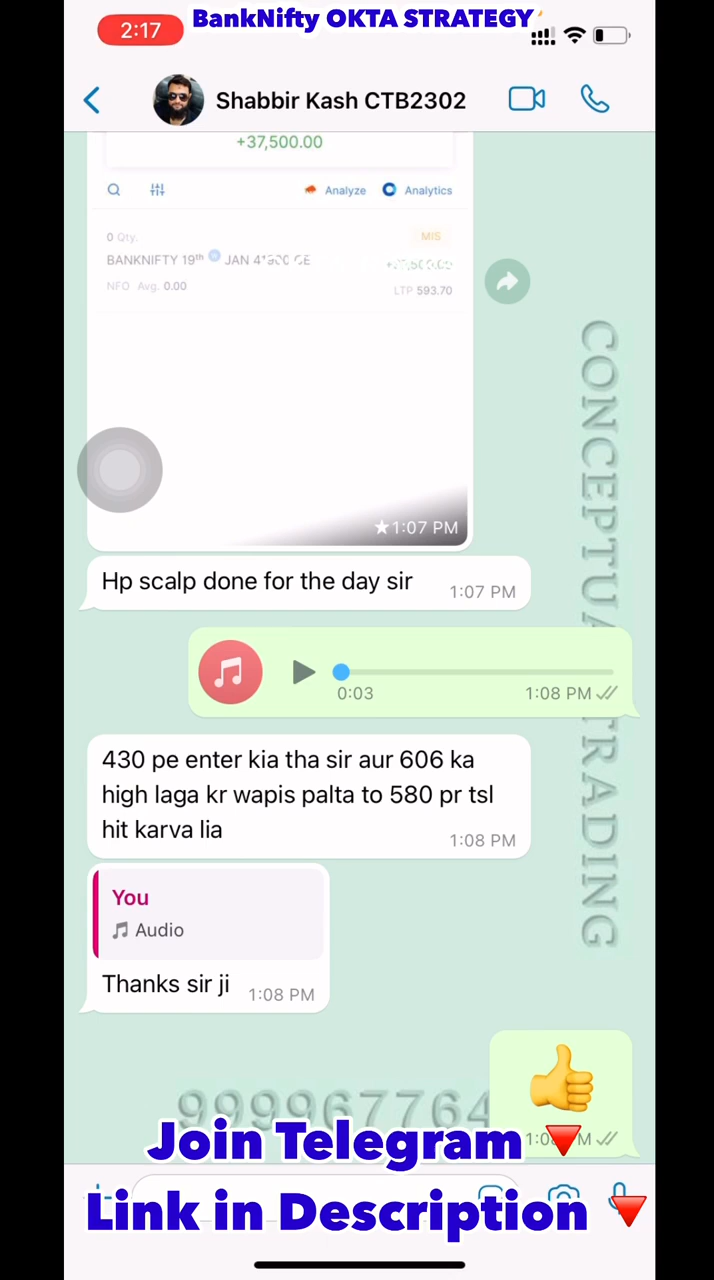 BankNifty OKTA STRATEGY
2:17
Shabbir Kash CTB2302
+37,500.00
Analyze Analytics
0 Qty. MIS
BANKNIFTY 19th W JAN CE
NFO Avg. 0.00 LTP 593.70
1:07 PM
Hp scalp done for the day sir 1:07 PM
0:03 1:08 PM
430 pe enter kia tha sir aur 606 ka
high laga kr wapis palta to 580 pr tsl
hit karva lia
1:08 PM
You
Audio
Thanks sir ji 1:08 PM
CONCEPTUAL TRADING
999967764
Join Telegram
Link in Description